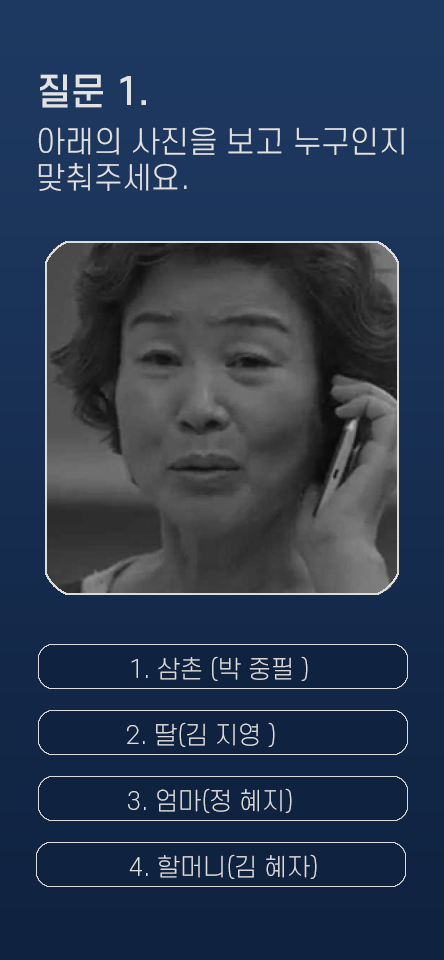 질문 1.
아래의 사진을 보고 누구인지
맞춰주세요.
1. 삼촌 (박 중필 )
2. 딸(김 지영 )
3. 엄마(정 혜지)
4. 할머니(김 혜자)